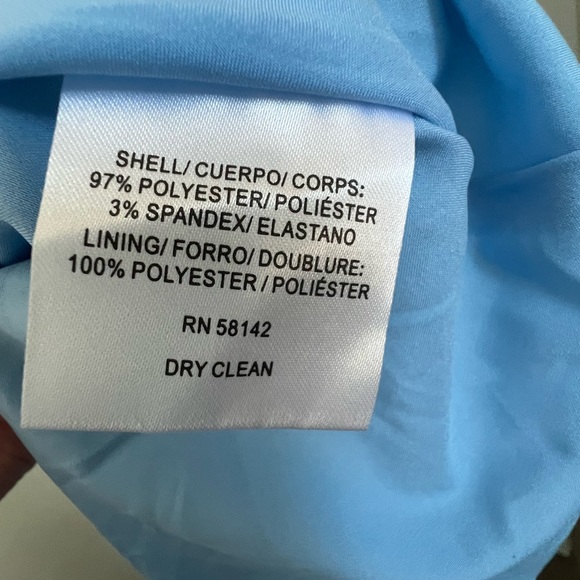 SHELL/ CUERPO/ CORPS:
97% POLYESTER/ POLIÉSTER
3% SPANDEX/ ELASTANO
LINING/ FORRO/ DOUBLURE:
100% POLYESTER / POLIÉSTER
RN 58142
DRY CLEAN